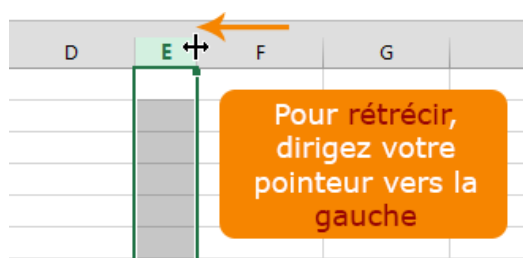 D E F G
Pour rétrécir,
dirigez votre
pointeur vers la
gauche